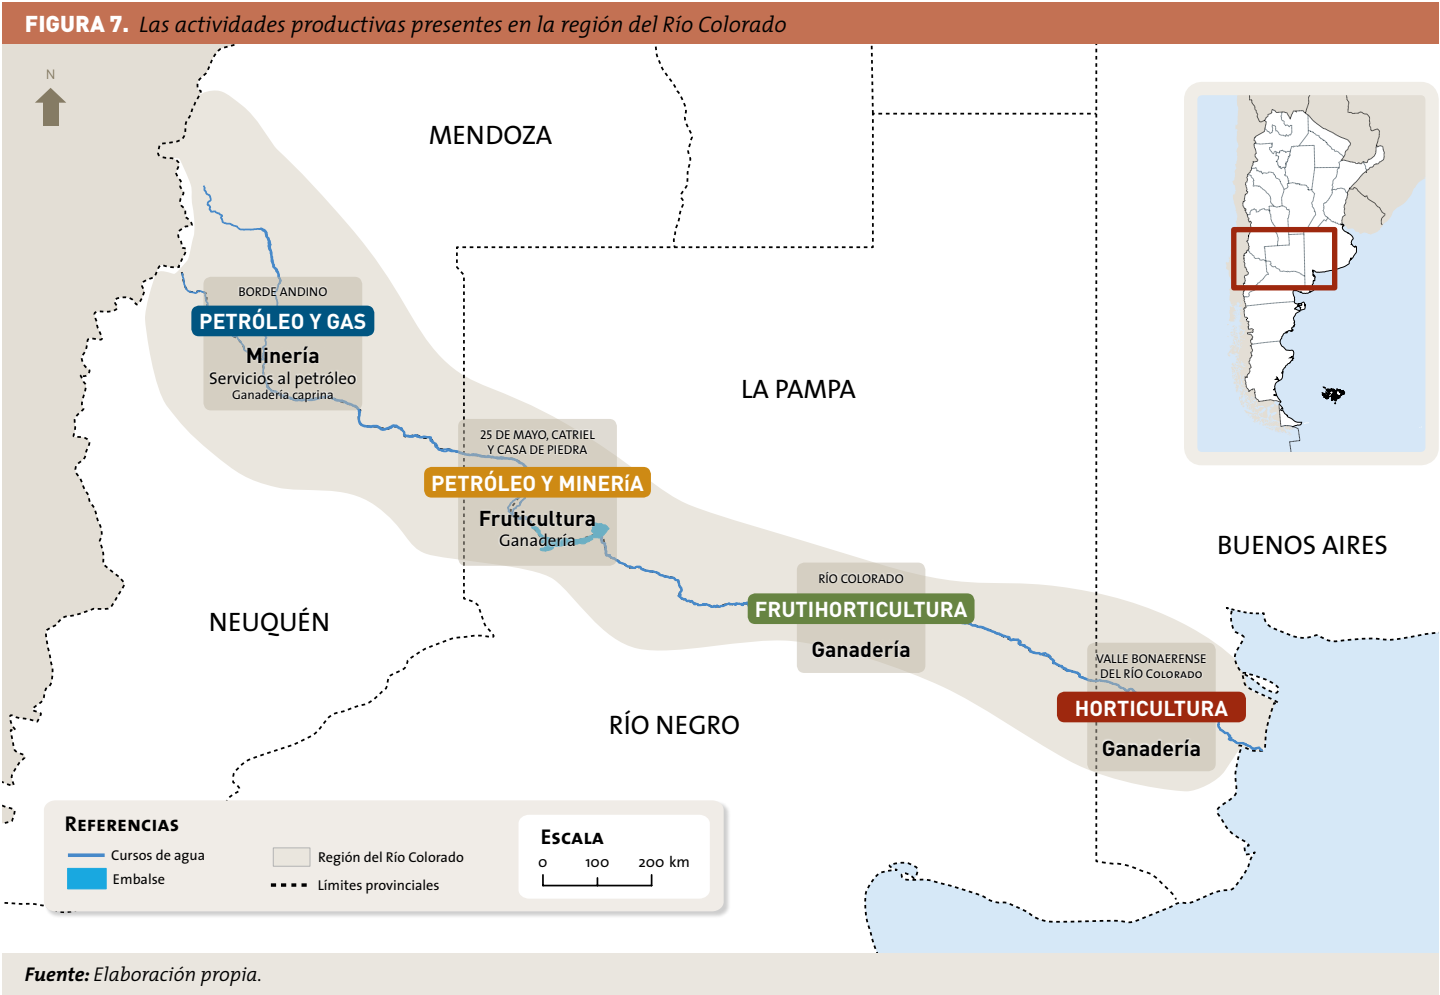 FIGURA 7. Las actividades productivas presentes en la región del Río Colorado
N
MENDOZA
BORDE ANDINO
PETRÓLEO Y GAS
Minería
Servicios al petróleo
Ganadería caprina
LA PAMPA
25 DE MAYO, CATRIEL
Y CASA DE PIEDRA
PETRÓLEO Y MINERíA
Fruticultura
Ganadería
BUENOS AIRES
RÍO COLORADO
FRUTIHORTICULTURA
Ganadería
NEUQUÉN
VALLE BONAERENSE
DEL RÍO COLORADO
HORTICULTURA
Ganadería
RÍO NEGRO
REFERENCIAS
Cursos de agua
Embalse
Región del Río Colorado
Límites provinciales
ESCALA
0 100 200 km
Fuente: Elaboración propia.